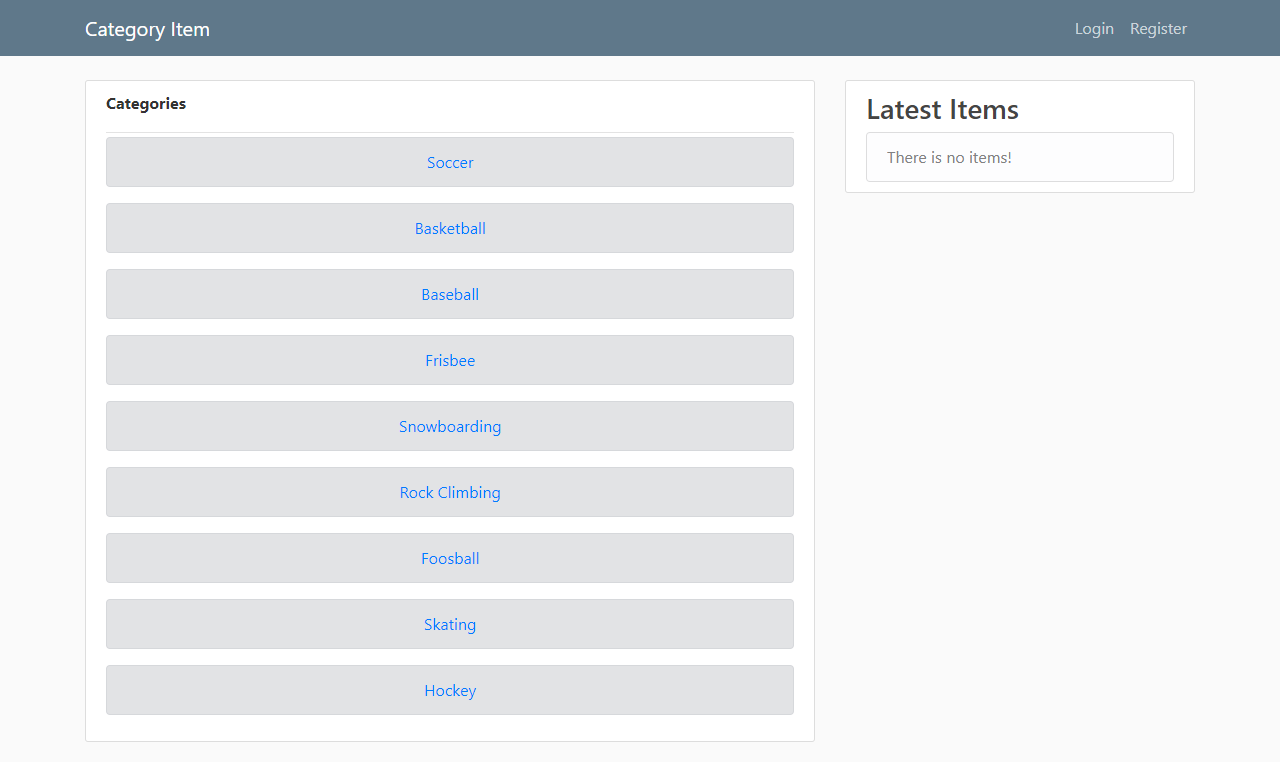 Category Item
Login Register
Categories
Soccer
Basketball
Baseball
Frisbee
Snowboarding
Rock Climbing
Foosball
Skating
Hockey
Latest Items
There is no items!